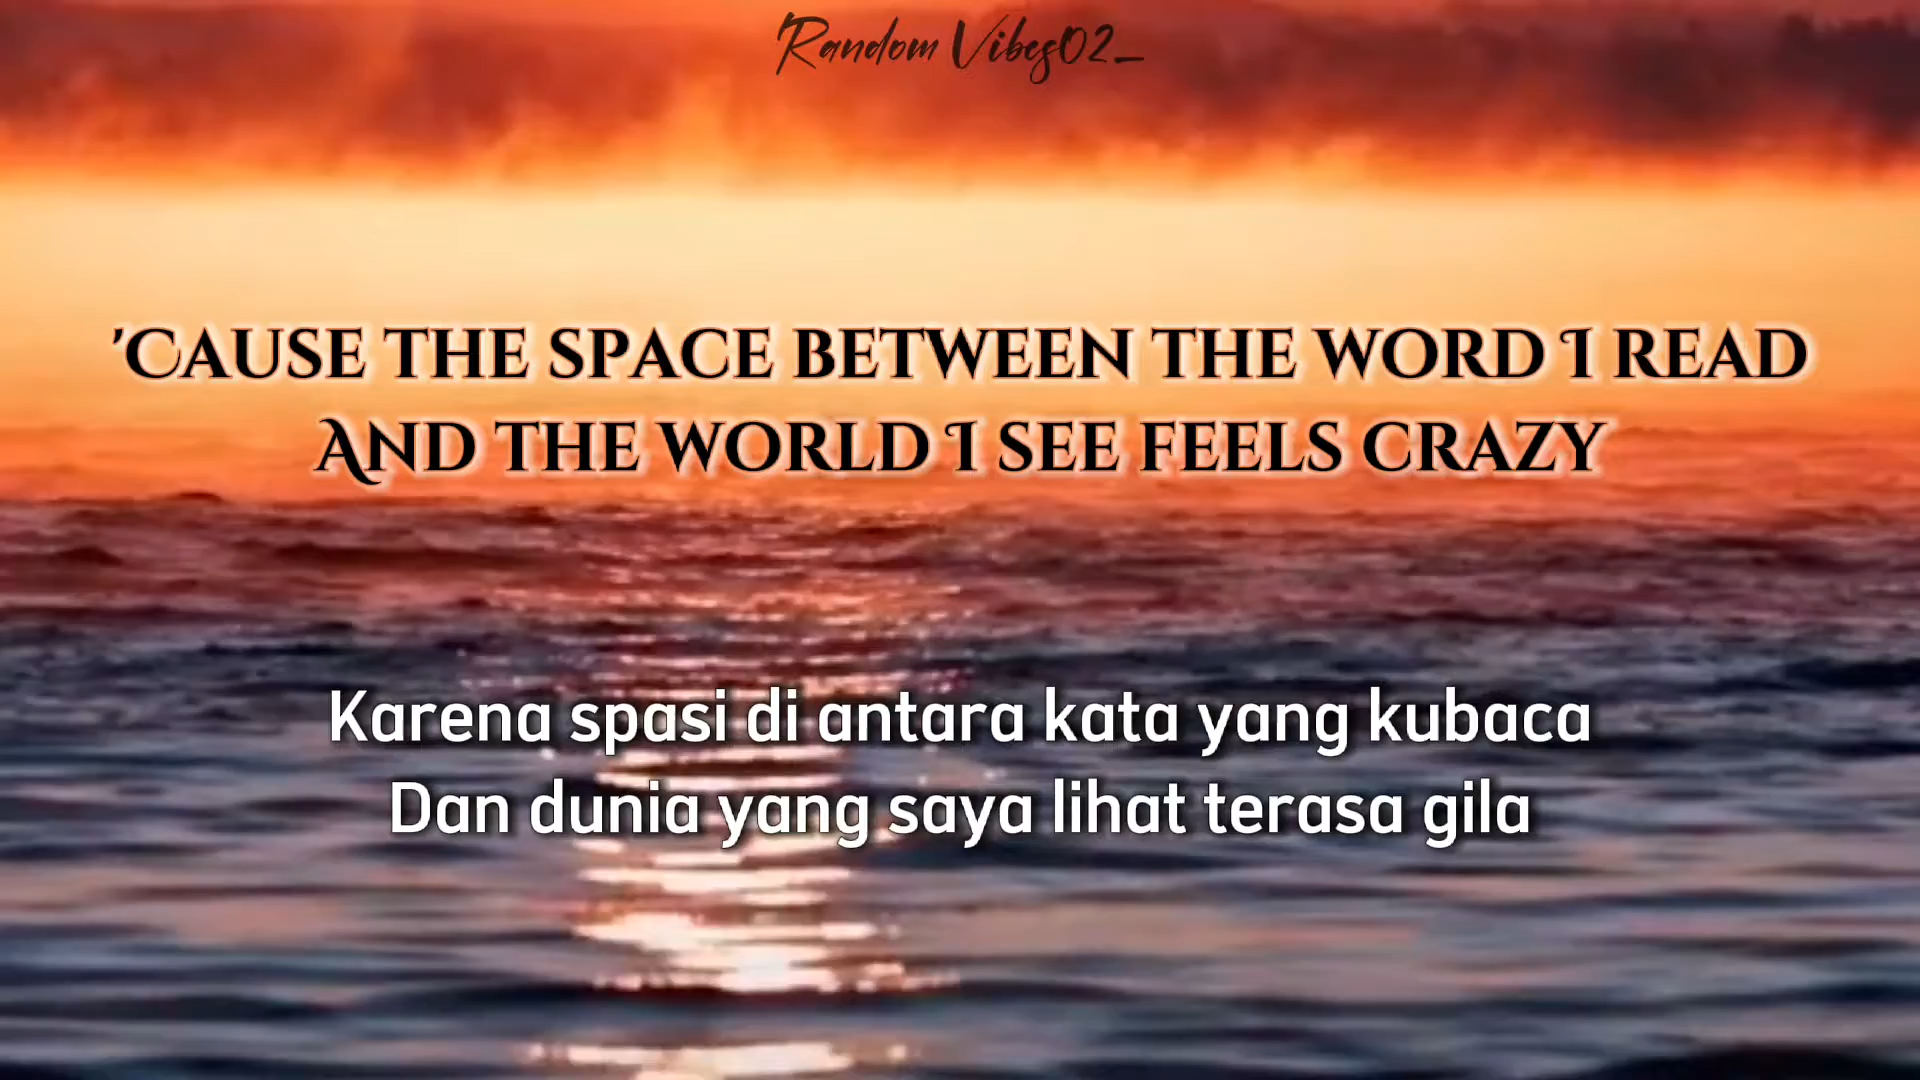 Random Vibes02_
'Cause the space between the word I read
And the world I see feels crazy
Karena spasi di antara kata yang kubaca
Dan dunia yang saya lihat terasa gila